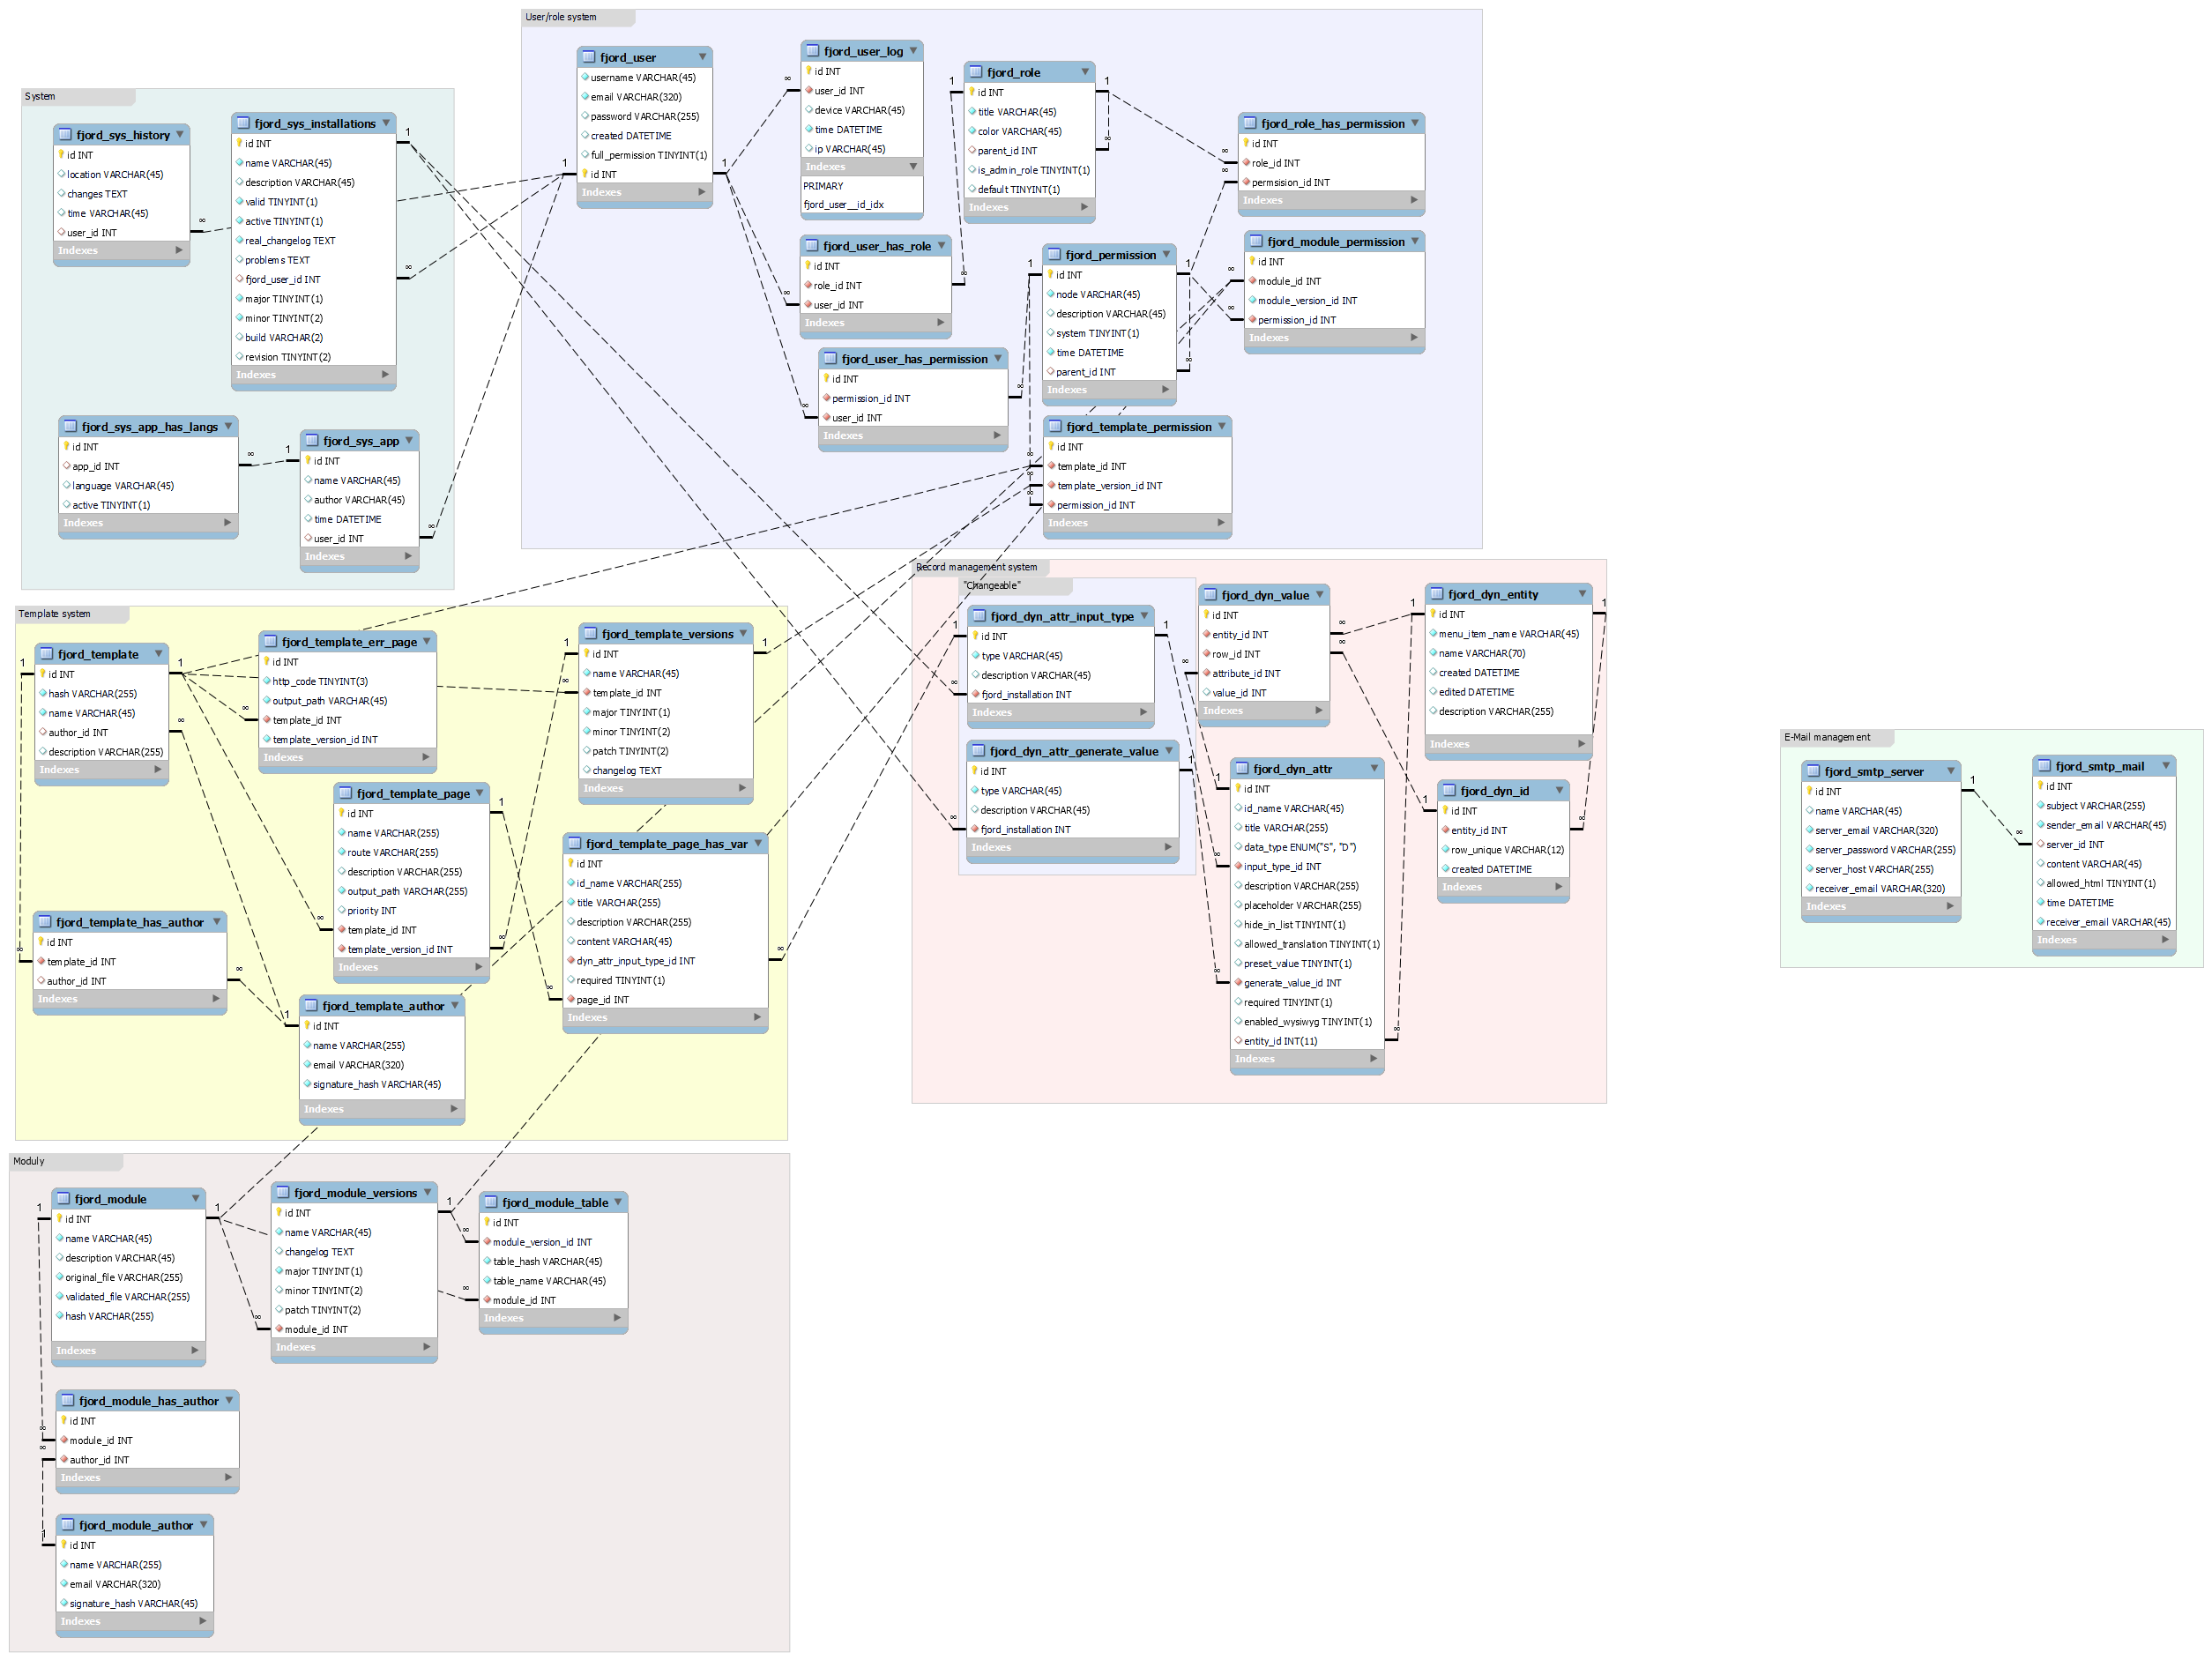 User/role system
fjord_user
username VARCHAR(45)
email VARCHAR(320)
password VARCHAR(255)
created DATETIME
full_permission TINYINT(1)
id INT
Indexes
fjord_user_log
id INT
user_id INT
device VARCHAR(45)
time DATETIME
ip VARCHAR(45)
Indexes
PRIMARY
fjord_user__id_idx
fjord_role
id INT
title VARCHAR(45)
color VARCHAR(45)
parent_id INT
is_admin_role TINYINT(1)
default TINYINT(1)
Indexes
fjord_role_has_permission
id INT
role_id INT
permsision_id INT
Indexes
fjord_user_has_role
id INT
role_id INT
user_id INT
Indexes
fjord_permission
id INT
node VARCHAR(45)
description VARCHAR(45)
system TINYINT(1)
time DATETIME
parent_id INT
Indexes
fjord_module_permission
id INT
module_id INT
module_version_id INT
permission_id INT
Indexes
fjord_user_has_permission
id INT
permission_id INT
user_id INT
Indexes
fjord_template_permission
id INT
template_id INT
template_version_id INT
permission_id INT
Indexes
System
fjord_sys_history
id INT
location VARCHAR(45)
changes TEXT
time VARCHAR(45)
user_id INT
Indexes
fjord_sys_installations
id INT
name VARCHAR(45)
description VARCHAR(45)
valid TINYINT(1)
active TINYINT(1)
real_changelog TEXT
problems TEXT
fjord_user_id INT
major TINYINT(1)
minor TINYINT(2)
build VARCHAR(2)
revision TINYINT(2)
Indexes
fjord_sys_app_has_langs
id INT
app_id INT
language VARCHAR(45)
active TINYINT(1)
Indexes
fjord_sys_app
id INT
name VARCHAR(45)
author VARCHAR(45)
time DATETIME
user_id INT
Indexes
Template system
fjord_template
id INT
hash VARCHAR(255)
name VARCHAR(45)
author_id INT
description VARCHAR(255)
Indexes
fjord_template_err_page
id INT
http_code TINYINT(3)
output_path VARCHAR(45)
template_id INT
template_version_id INT
Indexes
fjord_template_versions
id INT
name VARCHAR(45)
template_id INT
major TINYINT(1)
minor TINYINT(2)
patch TINYINT(2)
changelog TEXT
Indexes
fjord_template_page
id INT
name VARCHAR(255)
route VARCHAR(255)
description VARCHAR(255)
output_path VARCHAR(255)
priority INT
template_id INT
template_version_id INT
Indexes
fjord_template_page_has_var
id INT
id_name VARCHAR(255)
title VARCHAR(255)
description VARCHAR(255)
content VARCHAR(45)
dyn_attr_input_type_id INT
required TINYINT(1)
page_id INT
Indexes
fjord_template_has_author
id INT
template_id INT
author_id INT
Indexes
fjord_template_author
id INT
name VARCHAR(255)
email VARCHAR(320)
signature_hash VARCHAR(45)
Indexes
Record management system
"Changeable"
fjord_dyn_attr_input_type
id INT
type VARCHAR(45)
description VARCHAR(45)
fjord_installation INT
Indexes
fjord_dyn_attr_generate_value
id INT
type VARCHAR(45)
description VARCHAR(45)
fjord_installation INT
Indexes
fjord_dyn_value
id INT
entity_id INT
row_id INT
attribute_id INT
value_id INT
Indexes
fjord_dyn_entity
id INT
menu_item_name VARCHAR(45)
name VARCHAR(70)
created DATETIME
edited DATETIME
description VARCHAR(255)
Indexes
fjord_dyn_attr
id INT
id_name VARCHAR(45)
title VARCHAR(255)
data_type ENUM("S", "D")
input_type_id INT
description VARCHAR(255)
placeholder VARCHAR(255)
hide_in_list TINYINT(1)
allowed_translation TINYINT(1)
preset_value TINYINT(1)
generate_value_id INT
required TINYINT(1)
enabled_wysiwyg TINYINT(1)
entity_id INT(11)
Indexes
fjord_dyn_id
id INT
entity_id INT
row_unique VARCHAR(12)
created DATETIME
Indexes
E-Mail management
fjord_smtp_server
id INT
name VARCHAR(45)
server_email VARCHAR(320)
server_password VARCHAR(255)
server_host VARCHAR(255)
receiver_email VARCHAR(320)
Indexes
fjord_smtp_mail
id INT
subject VARCHAR(255)
sender_email VARCHAR(45)
server_id INT
content VARCHAR(45)
allowed_html TINYINT(1)
time DATETIME
receiver_email VARCHAR(45)
Indexes
Moduly
fjord_module
id INT
name VARCHAR(45)
description VARCHAR(45)
original_file VARCHAR(255)
validated_file VARCHAR(255)
hash VARCHAR(255)
Indexes
fjord_module_versions
id INT
name VARCHAR(45)
changelog TEXT
major TINYINT(1)
minor TINYINT(2)
patch TINYINT(2)
module_id INT
Indexes
fjord_module_table
id INT
module_version_id INT
table_hash VARCHAR(45)
table_name VARCHAR(45)
module_id INT
Indexes
fjord_module_has_author
id INT
module_id INT
author_id INT
Indexes
fjord_module_author
id INT
name VARCHAR(255)
email VARCHAR(320)
signature_hash VARCHAR(45)
Indexes